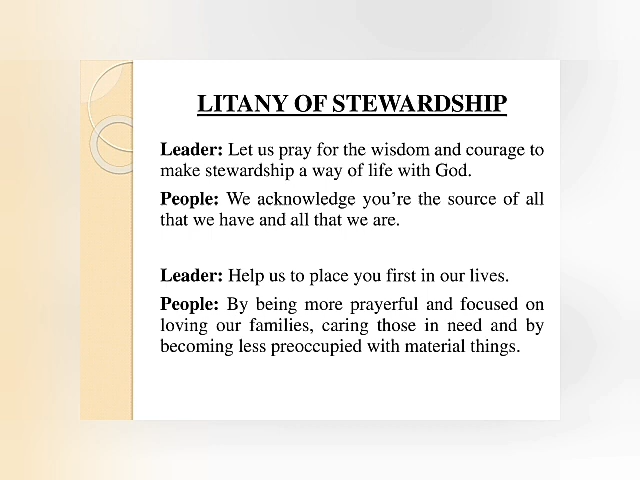 LITANY OF STEWARDSHIP
Leader: Let us pray for the wisdom and courage to
make stewardship a way of life with God.
People: We acknowledge you’re the source of all
that we have and all that we are.
Leader: Help us to place you first in our lives.
People: By being more prayerful and focused on
loving our families, caring those in need and by
becoming less preoccupied with material things.